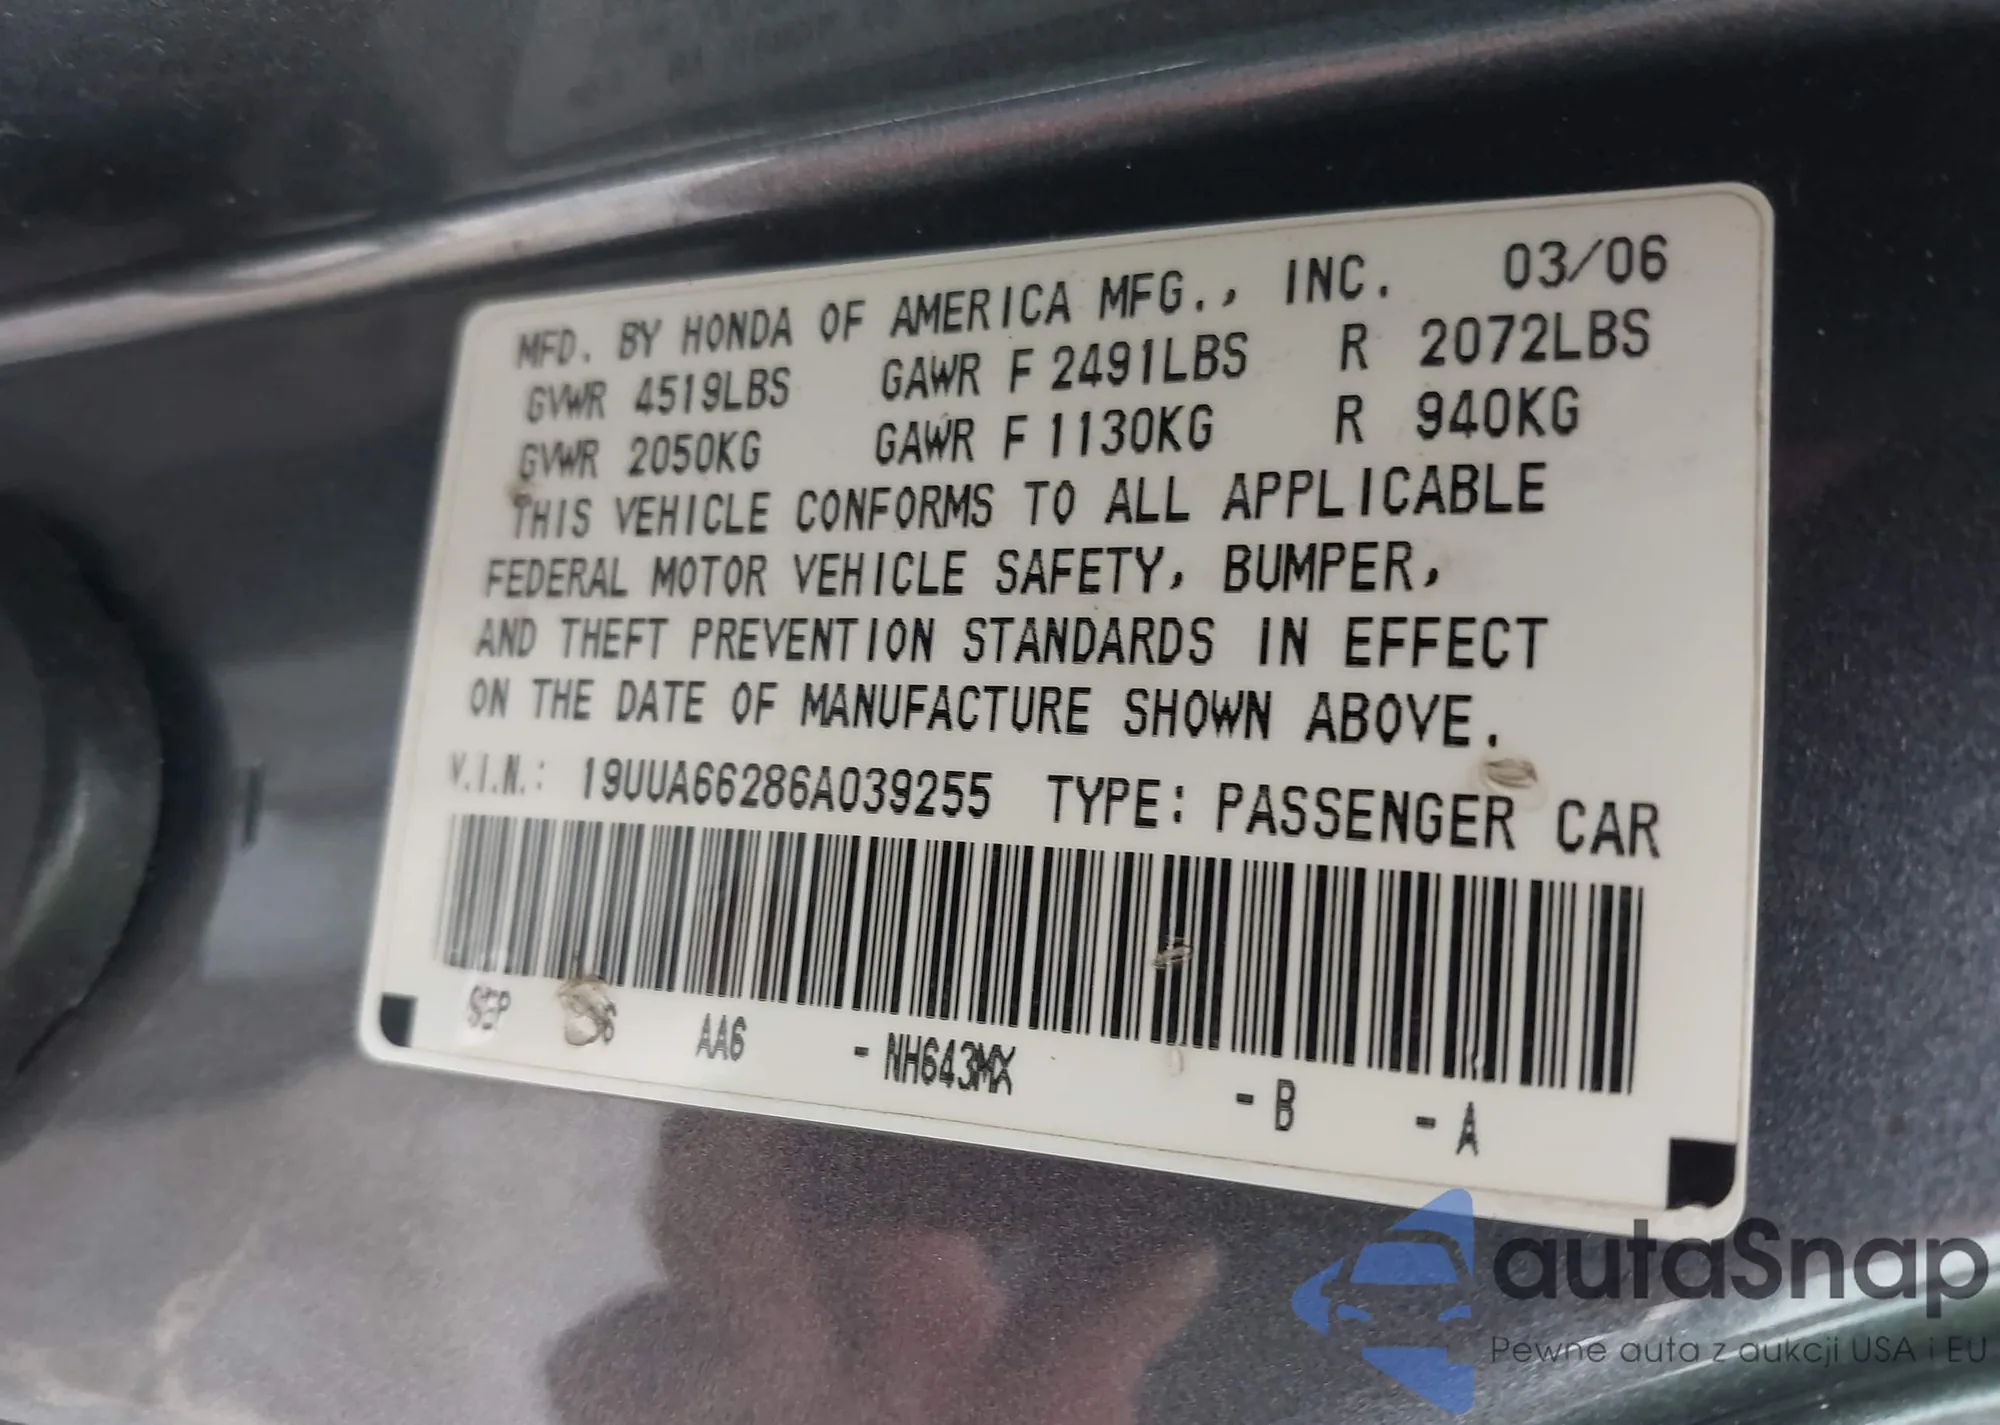 MFD. BY HONDA OF AMERICA MFG., INC. 03/06
GVWR 4519LBS GAWR F 2491LBS R 2072LBS
GVWR 2050KG GAWR F 1130KG R 940KG
THIS VEHICLE CONFORMS TO ALL APPLICABLE
FEDERAL MOTOR VEHICLE SAFETY, BUMPER,
AND THEFT PREVENTION STANDARDS IN EFFECT
ON THE DATE OF MANUFACTURE SHOWN ABOVE.
V.I.N.: 19UUA66286A039255 TYPE: PASSENGER CAR
SEP AA6 -NH643MX -B -A
autaSnap
Pewne auta z aukcji USA i EU